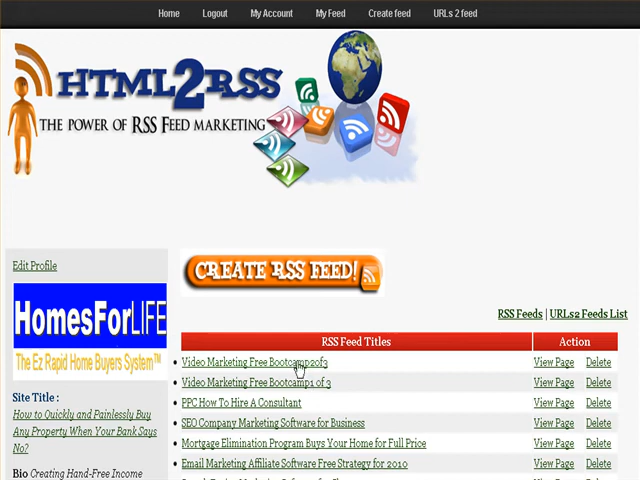 Home Logout My Account My Feed Create feed URLs 2 feed
HTML2RSS
THE POWER OF RSS FEED MARKETING
Edit Profile
CREATE RSS FEED!
HomesForLIFE
The Ez Rapid Home Buyers System™
RSS Feeds | URLs2 Feeds List
RSS Feed Titles Action
Video Marketing Free Bootcamp2of3 View Page Delete
Video Marketing Free Bootcamp1 of 3 View Page Delete
PPC How To Hire A Consultant View Page Delete
SEO Company Marketing Software for Business View Page Delete
Mortgage Elimination Program Buys Your Home for Full Price View Page Delete
Email Marketing Affiliate Software Free Strategy for 2010 View Page Delete
Site Title :
How to Quickly and Painlessly Buy
Any Property When Your Bank Says
No?
Bio Creating Hand-Free Income